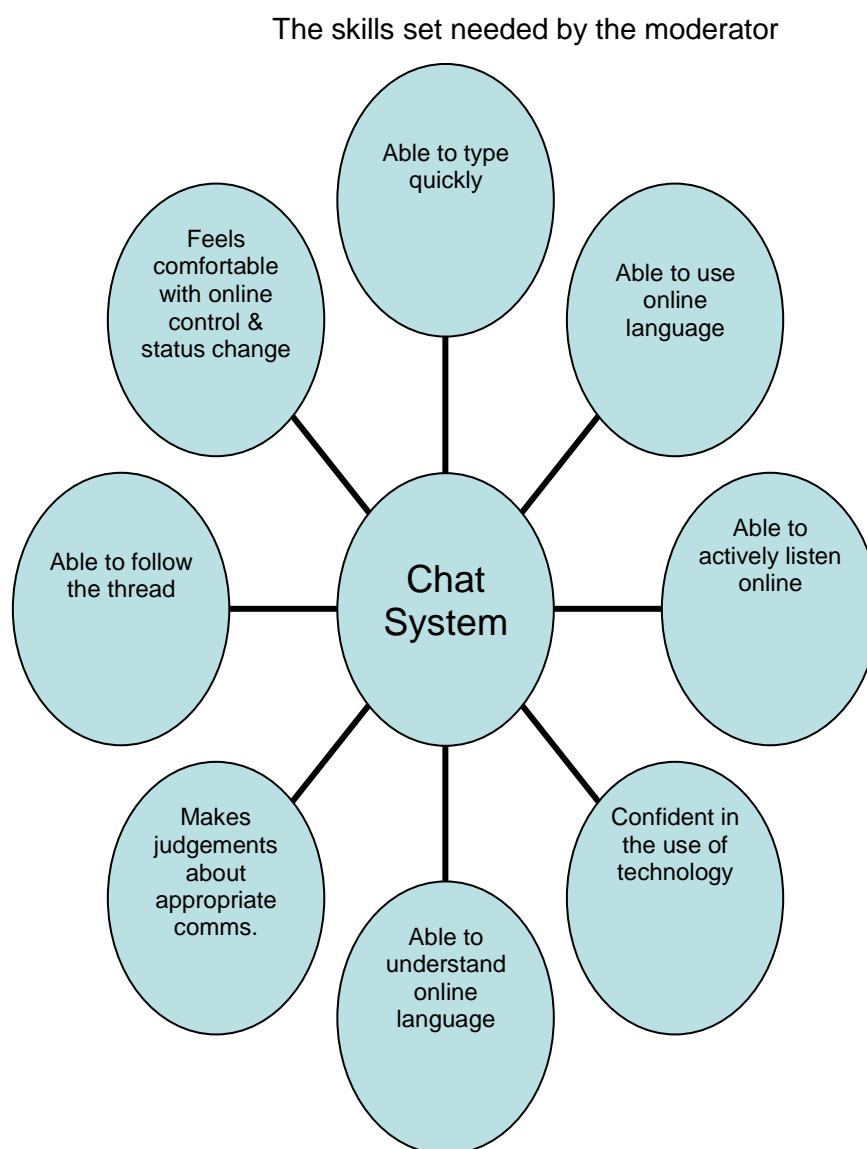 The skills set needed by the moderator
Able to type
quickly
Feels
comfortable
with online
control &
status change
Able to use
online
language
Able to follow
the thread
Chat
System
Able to
actively listen
online
Makes
judgements
about
appropriate
comms.
Confident in
the use of
technology
Able to
understand
online
language